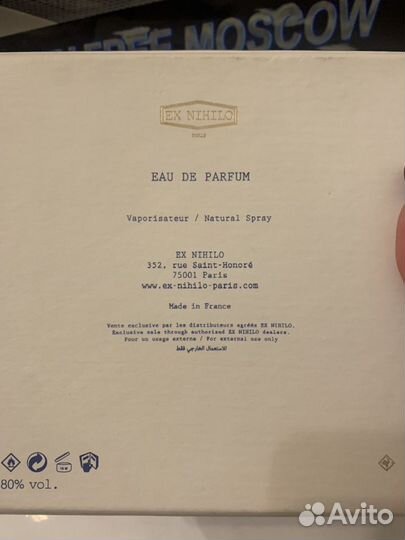 MOSCOW
EX NIHILO
PARIS
EAU DE PARFUM
Vaporisateur / Natural Spray
EX NIHILO
352, rue Saint-Honoré
75001 Paris
www.ex-nihilo-paris.com
Made in France
Vente exclusive par les distributeurs agréés EX NIHILO.
Exclusive sale through authorized EX NIHILO dealers.
Pour un usage externe / For external use only
للاستعمال الخارجي فقط
80% vol.
Avito